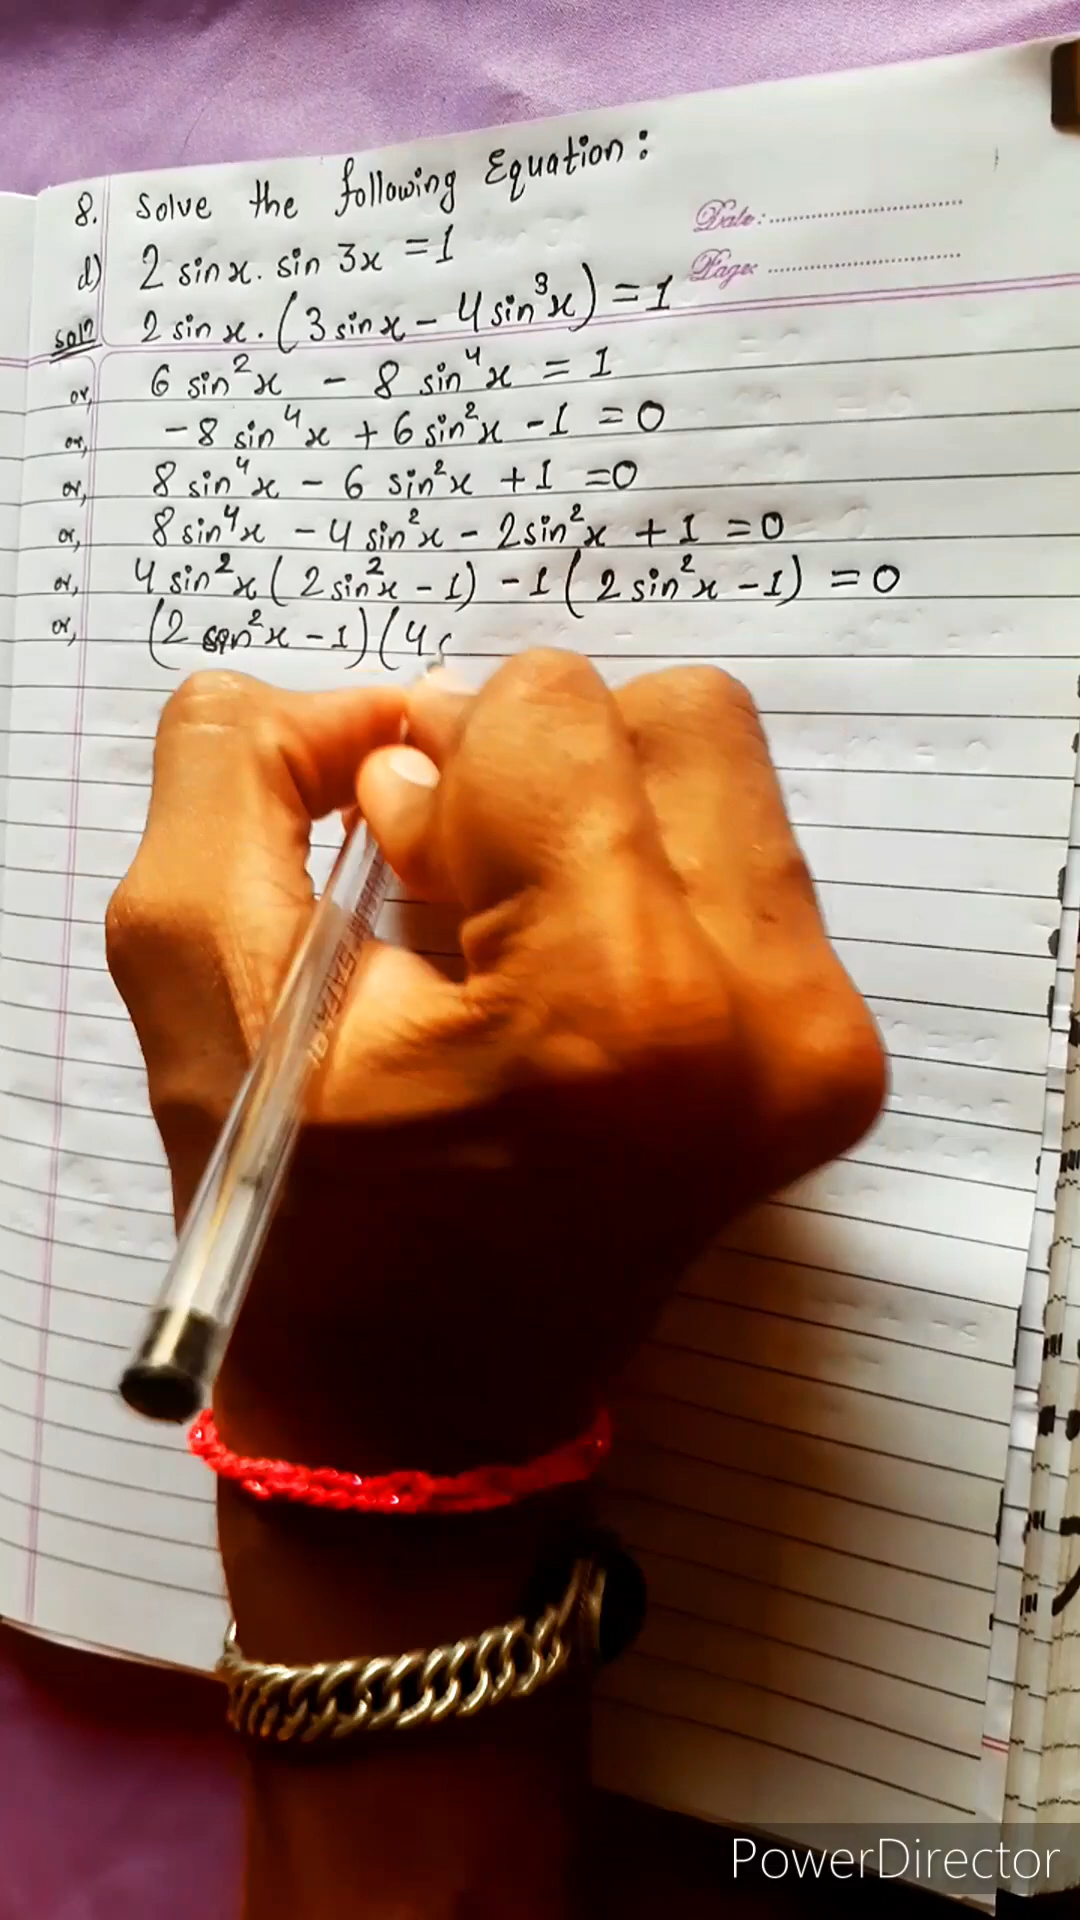 8. Solve the following Equation:
Date:
d) 2 sin x. sin 3x = 1
Page:
Solⁿ 2 sin x. (3 sin x - 4 sin³x) = 1
or, 6 sin²x - 8 sin⁴x = 1
or, -8 sin⁴x + 6 sin²x - 1 = 0
or, 8 sin⁴x - 6 sin²x + 1 = 0
or, 8 sin⁴x - 4 sin²x - 2 sin²x + 1 = 0
or, 4 sin²x (2 sin²x - 1) - 1 (2 sin²x - 1) = 0
or, (2 sin²x - 1) (4
PowerDirector